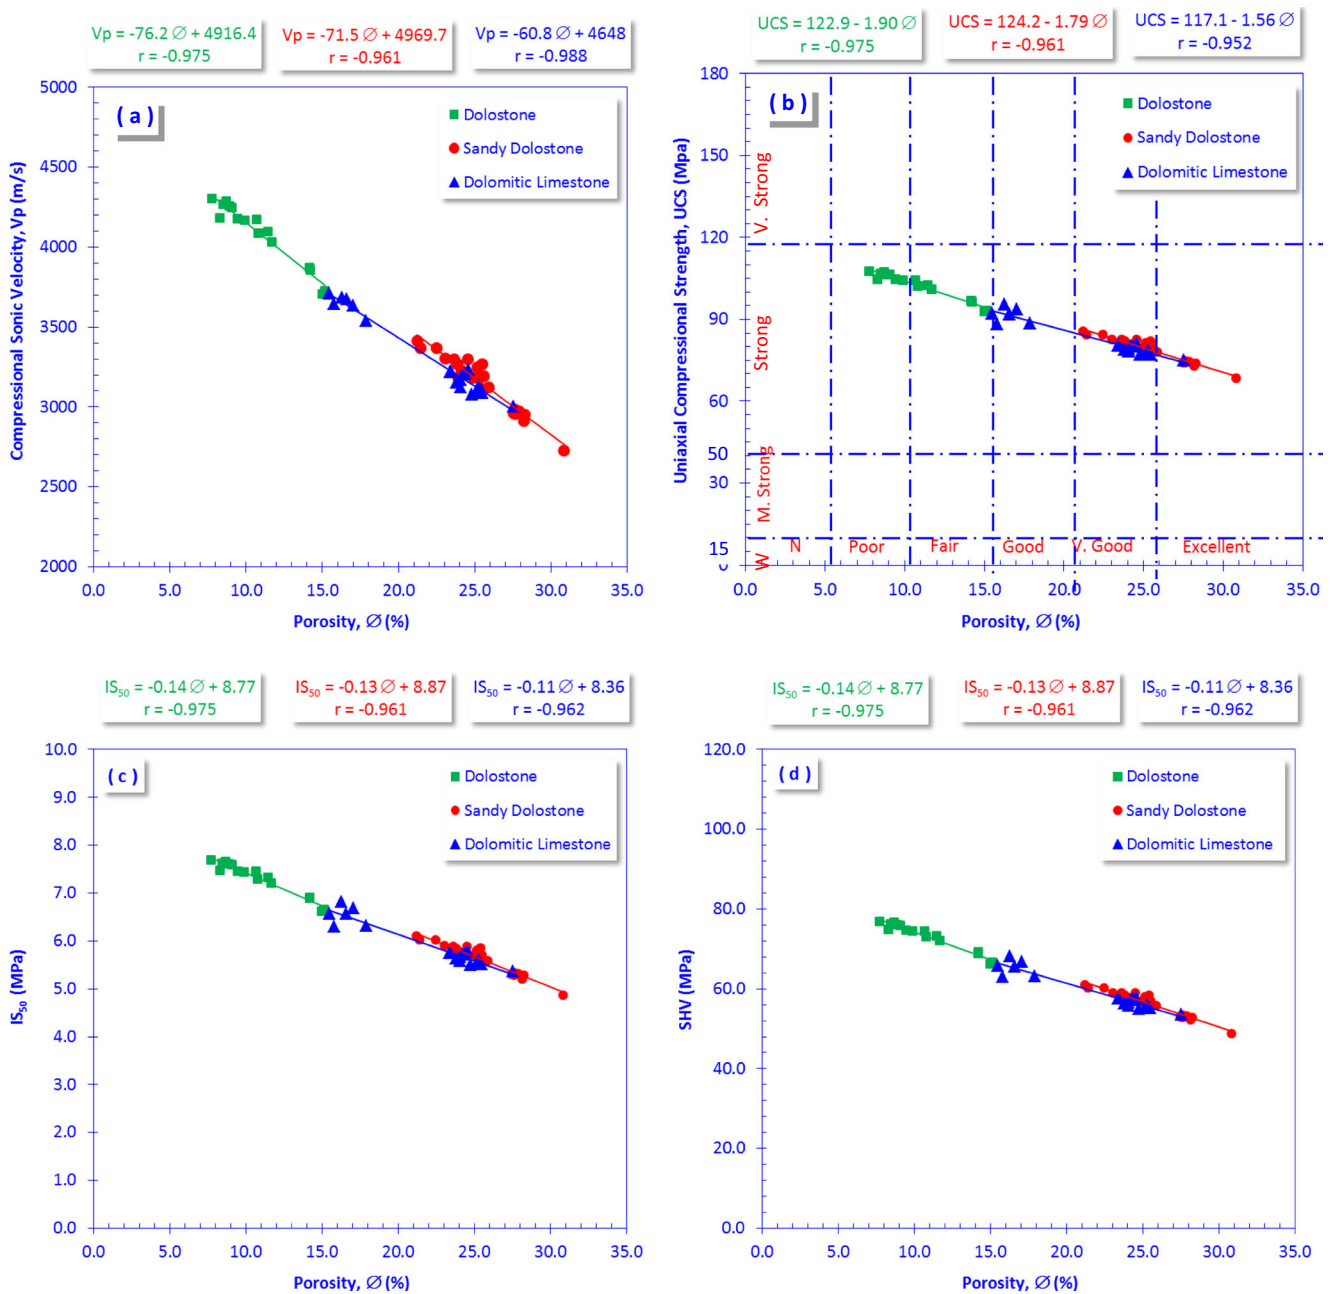 Vp = -76.2 ∅ + 4916.4
r = -0.975
Vp = -71.5 ∅ + 4969.7
r = -0.961
Vp = -60.8 ∅ + 4648
r = -0.988
( a )
Dolostone
Sandy Dolostone
Dolomitic Limestone
Compressional Sonic Velocity, Vp (m/s)
5000
4500
4000
3500
3000
2500
2000
0.0 5.0 10.0 15.0 20.0 25.0 30.0 35.0
Porosity, ∅ (%)
UCS = 122.9 - 1.90 ∅
r = -0.975
UCS = 124.2 - 1.79 ∅
r = -0.961
UCS = 117.1 - 1.56 ∅
r = -0.952
( b )
Dolostone
Sandy Dolostone
Dolomitic Limestone
Uniaxial Compressional Strength, UCS (Mpa)
180
150
120
90
60
50
30
15
0
V. Strong
Strong
M. Strong
W
N Poor Fair Good V. Good Excellent
0.0 5.0 10.0 15.0 20.0 25.0 30.0 35.0
Porosity, ∅ (%)
IS₅₀ = -0.14 ∅ + 8.77
r = -0.975
IS₅₀ = -0.13 ∅ + 8.87
r = -0.961
IS₅₀ = -0.11 ∅ + 8.36
r = -0.962
( c )
Dolostone
Sandy Dolostone
Dolomitic Limestone
IS₅₀ (MPa)
10.0
9.0
8.0
7.0
6.0
5.0
4.0
3.0
2.0
1.0
0.0
0.0 5.0 10.0 15.0 20.0 25.0 30.0 35.0
Porosity, ∅ (%)
IS₅₀ = -0.14 ∅ + 8.77
r = -0.975
IS₅₀ = -0.13 ∅ + 8.87
r = -0.961
IS₅₀ = -0.11 ∅ + 8.36
r = -0.962
( d )
Dolostone
Sandy Dolostone
Dolomitic Limestone
SHV (MPa)
120.0
100.0
80.0
60.0
40.0
20.0
0.0
0.0 5.0 10.0 15.0 20.0 25.0 30.0 35.0
Porosity, ∅ (%)